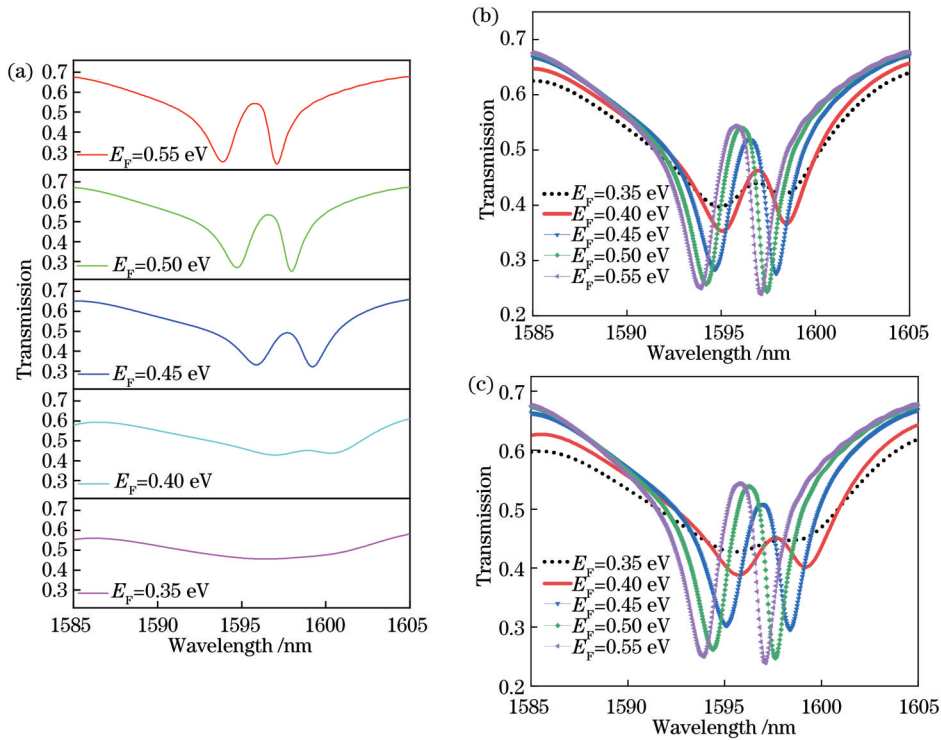 (a)
Transmission
0.7
0.6
0.5
0.4
0.3
E_F=0.55 eV
0.7
0.6
0.5
0.4
0.3
E_F=0.50 eV
0.7
0.6
0.5
0.4
0.3
E_F=0.45 eV
0.7
0.6
0.5
0.4
0.3
E_F=0.40 eV
0.7
0.6
0.5
0.4
0.3
E_F=0.35 eV
1585 1590 1595 1600 1605
Wavelength /nm
(b)
Transmission
0.7
0.6
0.5
0.4
0.3
0.2
E_F=0.35 eV
E_F=0.40 eV
E_F=0.45 eV
E_F=0.50 eV
E_F=0.55 eV
1585 1590 1595 1600 1605
Wavelength /nm
(c)
Transmission
0.7
0.6
0.5
0.4
0.3
0.2
E_F=0.35 eV
E_F=0.40 eV
E_F=0.45 eV
E_F=0.50 eV
E_F=0.55 eV
1585 1590 1595 1600 1605
Wavelength /nm